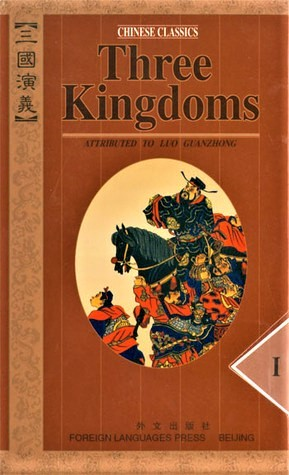 【三國演義】
CHINESE CLASSICS
Three
Kingdoms
ATTRIBUTED TO LUO GUANZHONG
I
外文出版社
FOREIGN LANGUAGES PRESS BEIJING